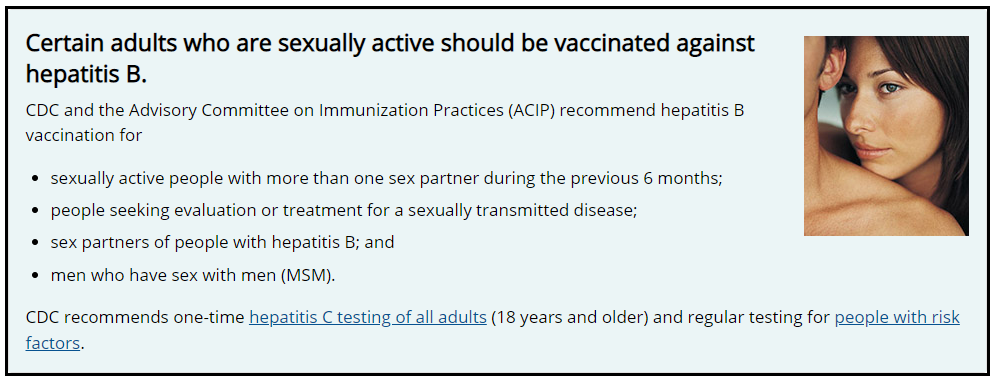 Certain adults who are sexually active should be vaccinated against
hepatitis B.
CDC and the Advisory Committee on Immunization Practices (ACIP) recommend hepatitis B
vaccination for
• sexually active people with more than one sex partner during the previous 6 months;
• people seeking evaluation or treatment for a sexually transmitted disease;
• sex partners of people with hepatitis B; and
• men who have sex with men (MSM).
CDC recommends one-time hepatitis C testing of all adults (18 years and older) and regular testing for people with risk
factors.